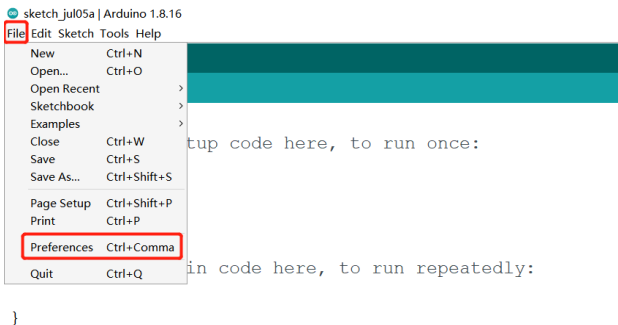 sketch_jul05a | Arduino 1.8.16
File Edit Sketch Tools Help
New Ctrl+N
Open... Ctrl+O
Open Recent >
Sketchbook >
Examples >
Close Ctrl+W
tup code here, to run once:
Save Ctrl+S
Save As... Ctrl+Shift+S
Page Setup Ctrl+Shift+P
Print Ctrl+P
Preferences Ctrl+Comma
Quit Ctrl+Q
in code here, to run repeatedly:
}